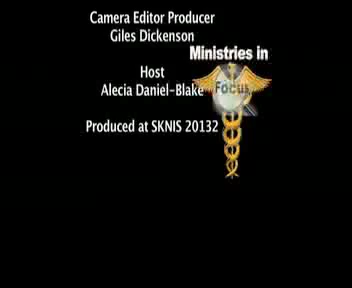 Camera Editor Producer
Giles Dickenson
Ministries in
Focus
Host
Alecia Daniel-Blake
Produced at SKNIS 20132